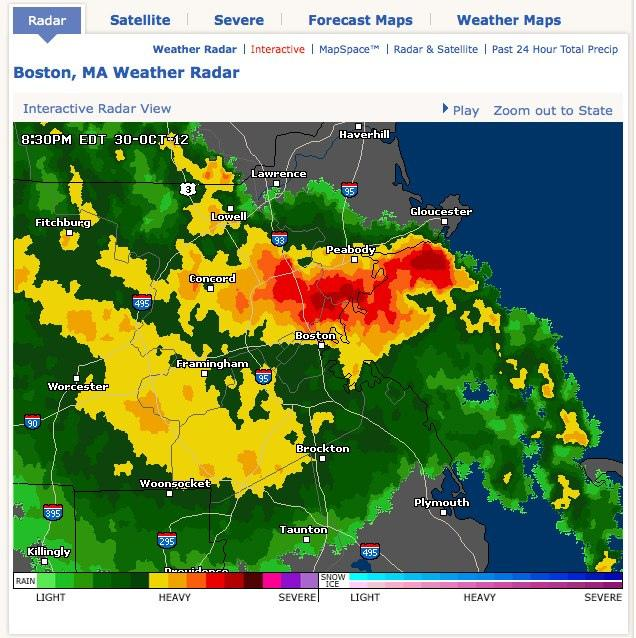 Radar Satellite Severe Forecast Maps Weather Maps
Weather Radar | Interactive | MapSpace™ | Radar & Satellite | Past 24 Hour Total Precip
Boston, MA Weather Radar
Interactive Radar View Play Zoom out to State
8:30PM EDT 30-OCT-12
Haverhill
Lawrence
3
95
Lowell
Gloucester
Fitchburg
93
Peabody
Concord
495
Boston
Framingham
95
Worcester
90
Brockton
Woonsocket
Plymouth
395
Taunton
295
495
Killingly
Providence
RAIN SNOW
ICE
LIGHT HEAVY SEVERE LIGHT HEAVY SEVERE